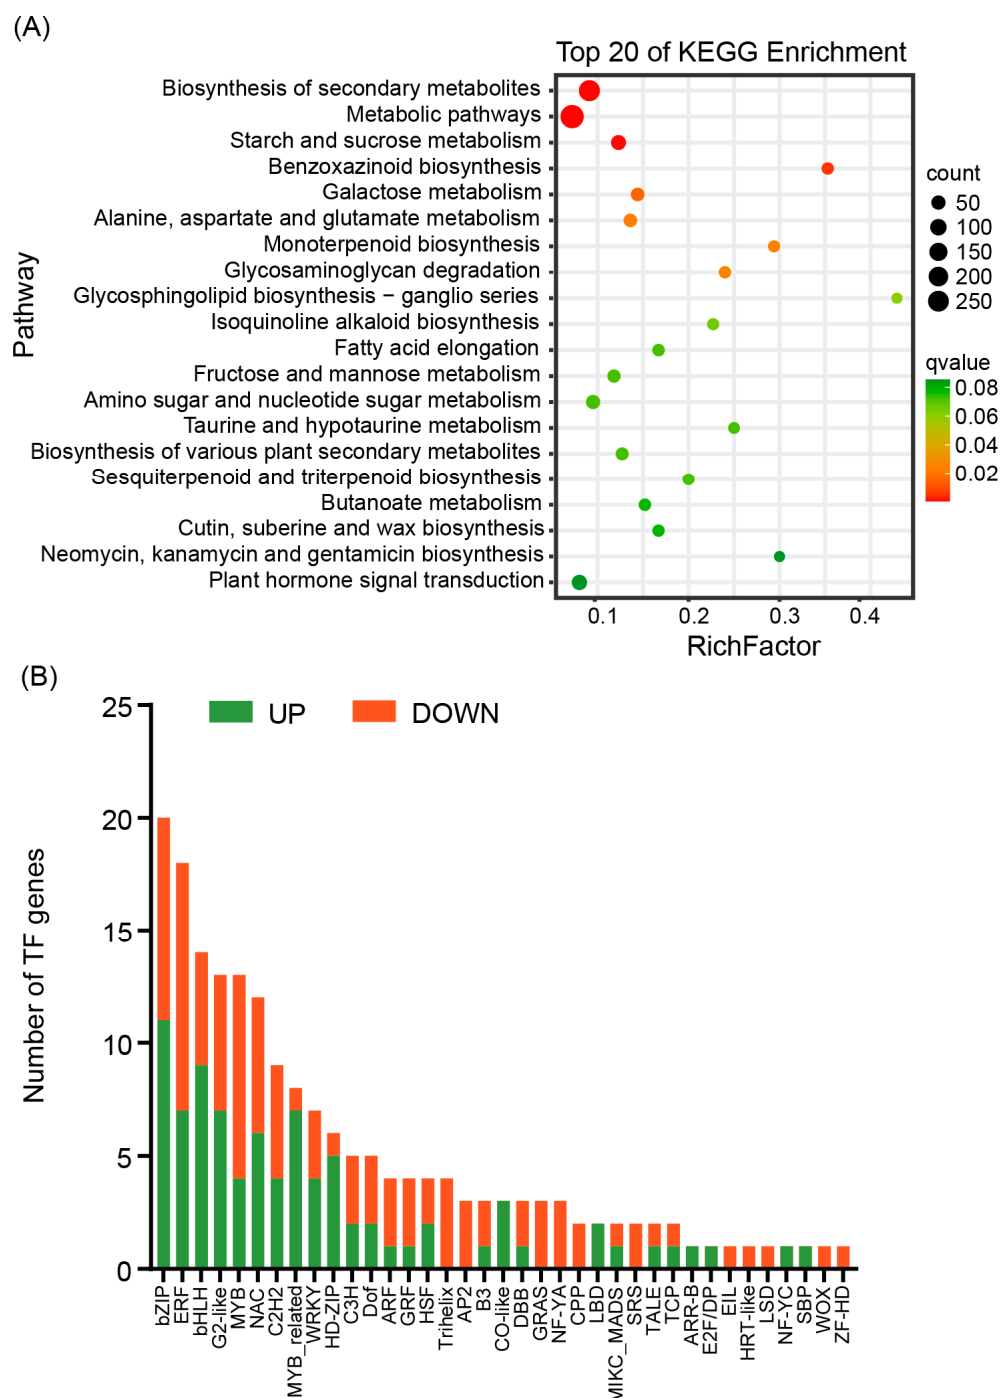 (A)
Top 20 of KEGG Enrichment
Pathway
Biosynthesis of secondary metabolites
Metabolic pathways
Starch and sucrose metabolism
Benzoxazinoid biosynthesis
Galactose metabolism
Alanine, aspartate and glutamate metabolism
Monoterpenoid biosynthesis
Glycosaminoglycan degradation
Glycosphingolipid biosynthesis − ganglio series
Isoquinoline alkaloid biosynthesis
Fatty acid elongation
Fructose and mannose metabolism
Amino sugar and nucleotide sugar metabolism
Taurine and hypotaurine metabolism
Biosynthesis of various plant secondary metabolites
Sesquiterpenoid and triterpenoid biosynthesis
Butanoate metabolism
Cutin, suberine and wax biosynthesis
Neomycin, kanamycin and gentamicin biosynthesis
Plant hormone signal transduction
0.1 0.2 0.3 0.4
RichFactor
count
50
100
150
200
250
qvalue
0.08
0.06
0.04
0.02
(B)
UP DOWN
Number of TF genes
25
20
15
10
5
0
bZIP
ERF
bHLH
G2-like
MYB
NAC
C2H2
MYB_related
WRKY
HD-ZIP
C3H
Dof
ARF
GRF
HSF
Trihelix
AP2
B3
CO-like
DBB
GRAS
NF-YA
CPP
LBD
MIKC_MADS
SRS
TALE
TCP
ARR-B
E2F/DP
EIL
HRT-like
LSD
NF-YC
SBP
WOX
ZF-HD